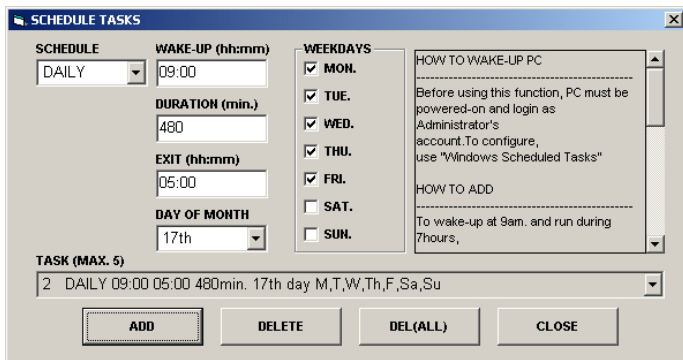 SCHEDULE TASKS
SCHEDULE
DAILY
WAKE-UP (hh:mm)
09:00
DURATION (min.)
480
EXIT (hh:mm)
05:00
DAY OF MONTH
17th
WEEKDAYS
MON.
TUE.
WED.
THU.
FRI.
SAT.
SUN.
HOW TO WAKE-UP PC
------------------------------------------------------
Before using this function, PC must be
powered-on and login as
Administrator's
account.To configure,
use "Windows Scheduled Tasks"
HOW TO ADD
------------------------------------------------------
To wake-up at 9am. and run during
7hours,
TASK (MAX. 5)
2 DAILY 09:00 05:00 480min. 17th day M,T,W,Th,F,Sa,Su
ADD
DELETE
DEL(ALL)
CLOSE